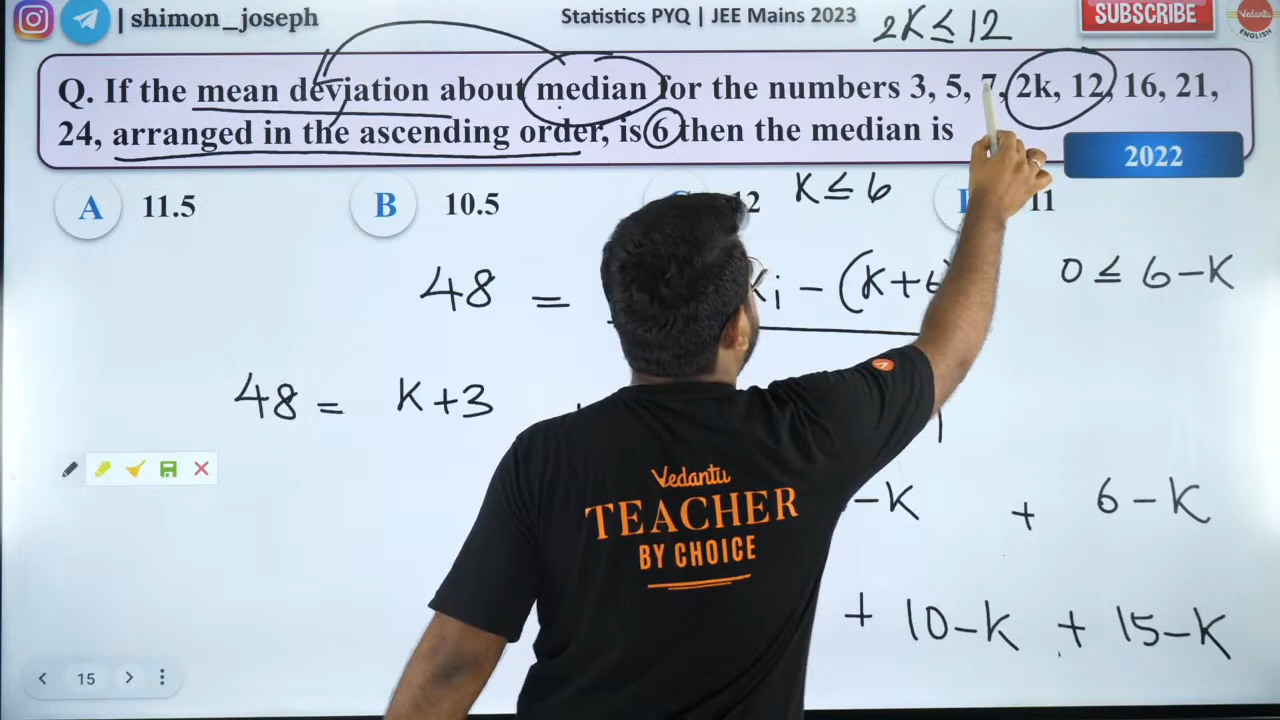 | shimon_joseph
Statistics PYQ | JEE Mains 2023
SUBSCRIBE
Vedantu
ENGLISH
2K ≤ 12
Q. If the mean deviation about median for the numbers 3, 5, 7, 2k, 12, 16, 21,
24, arranged in the ascending order, is 6 then the median is
2022
A 11.5
B 10.5
K ≤ 6
11
48 =
i - (K+6
0 ≤ 6-K
48 = K+3
-K + 6-K
+ 10-K + 15-K
Vedantu
TEACHER
BY CHOICE
15